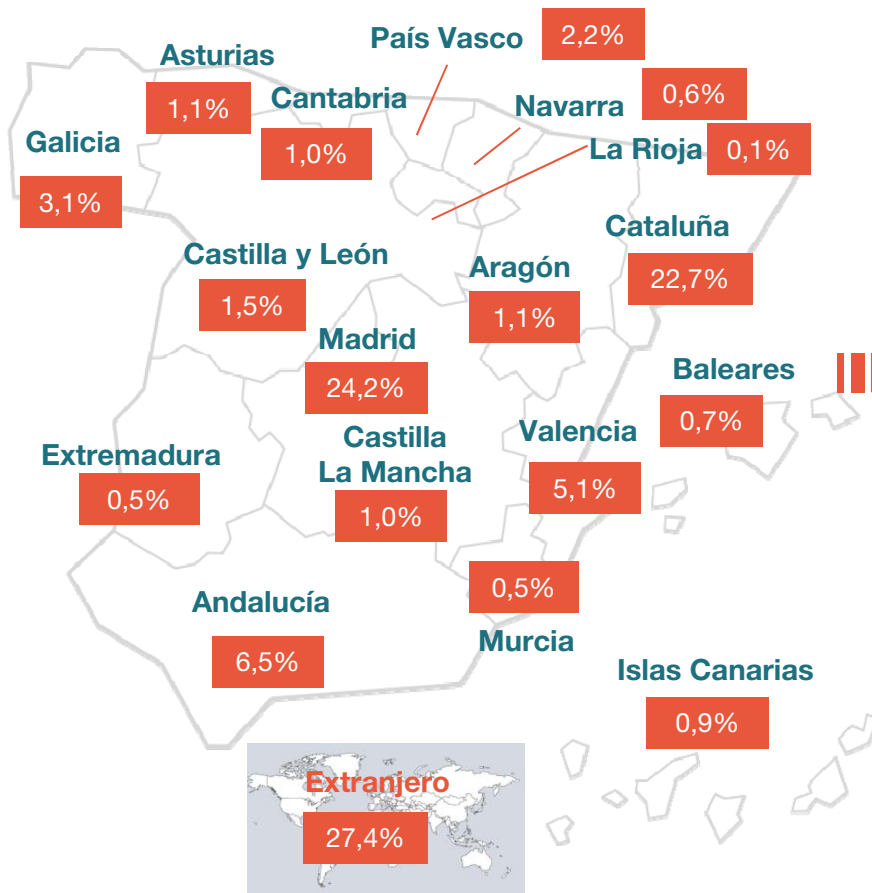 País Vasco
2,2%
Asturias
1,1%
Cantabria
1,0%
Navarra
0,6%
Galicia
3,1%
La Rioja
0,1%
Cataluña
22,7%
Castilla y León
1,5%
Aragón
1,1%
Madrid
24,2%
Baleares
0,7%
Extremadura
0,5%
Castilla
La Mancha
1,0%
Valencia
5,1%
Andalucía
6,5%
0,5%
Murcia
Islas Canarias
0,9%
Extranjero
27,4%